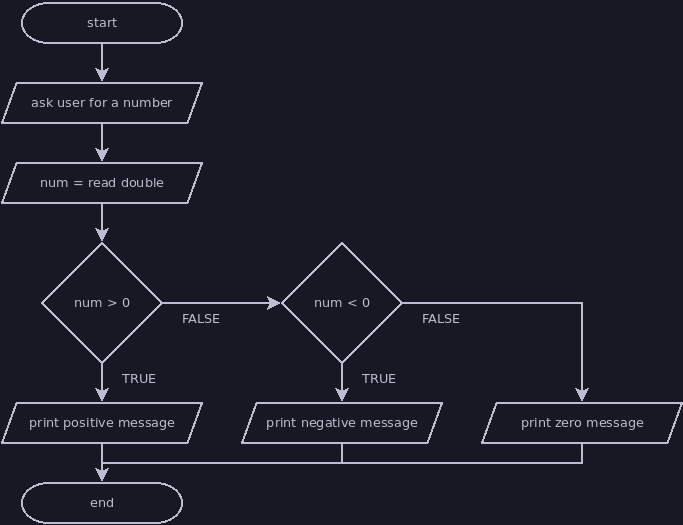 start
ask user for a number
num = read double
num > 0
FALSE
num < 0
FALSE
TRUE
TRUE
print positive message
print negative message
print zero message
end